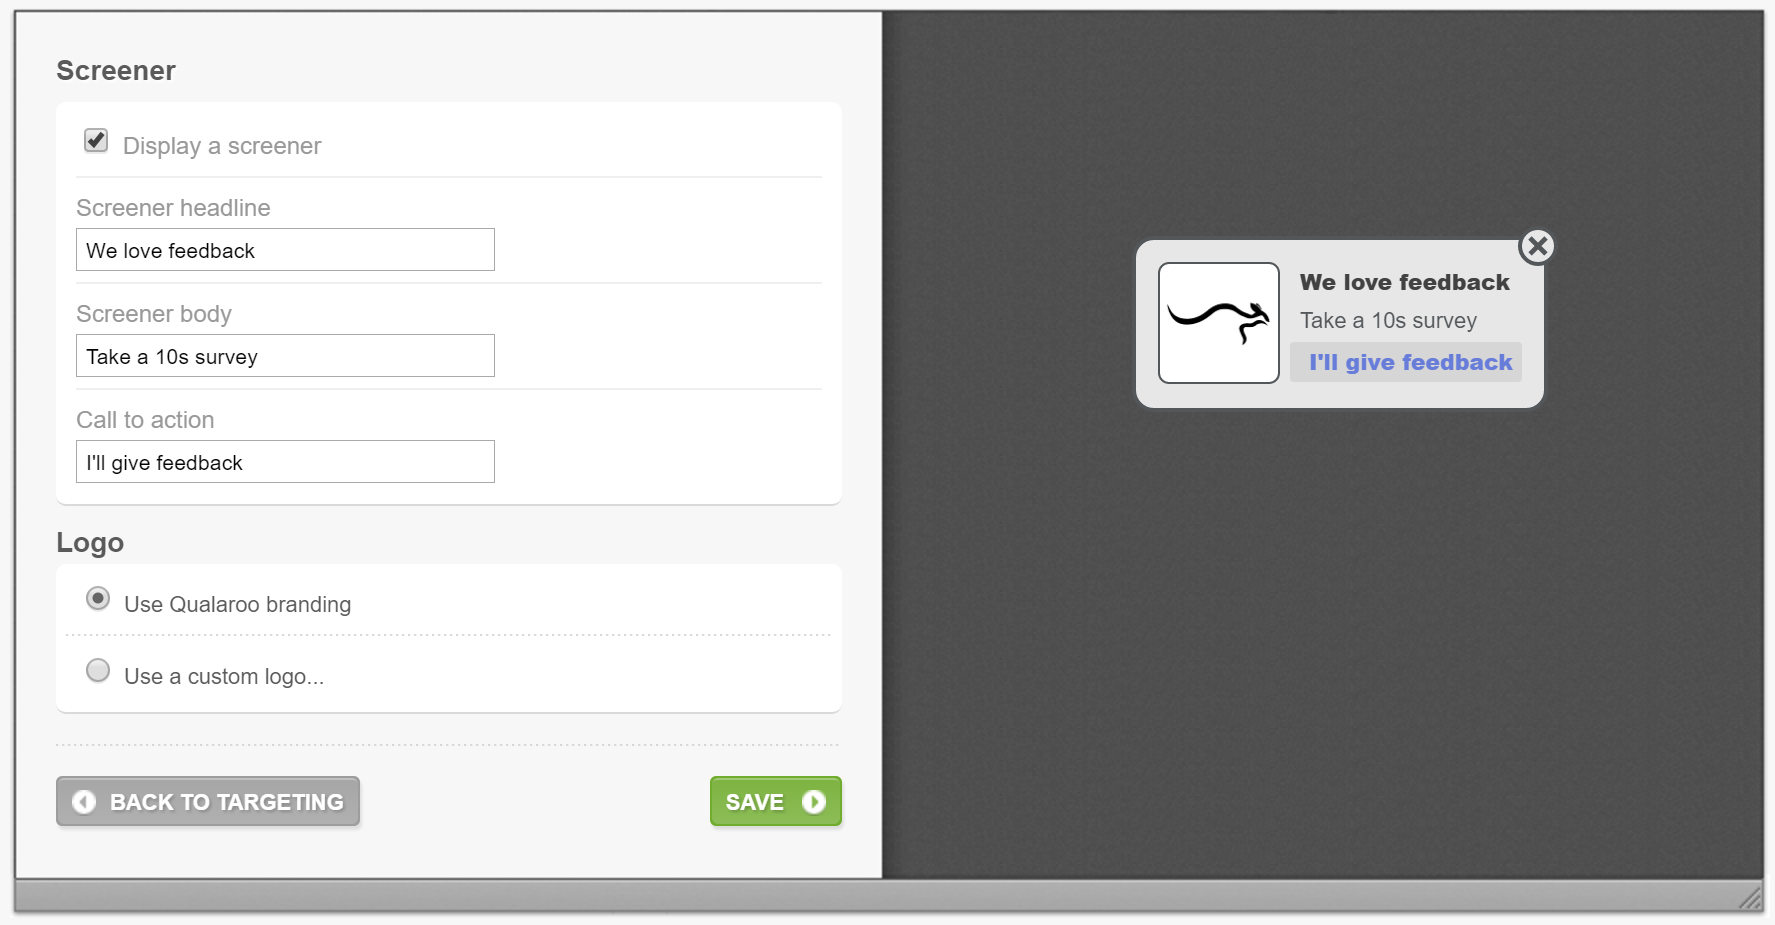 Screener
Display a screener
Screener headline
We love feedback
Screener body
Take a 10s survey
Call to action
I'll give feedback
Logo
Use Qualaroo branding
Use a custom logo...
BACK TO TARGETING
SAVE
We love feedback
Take a 10s survey
I'll give feedback